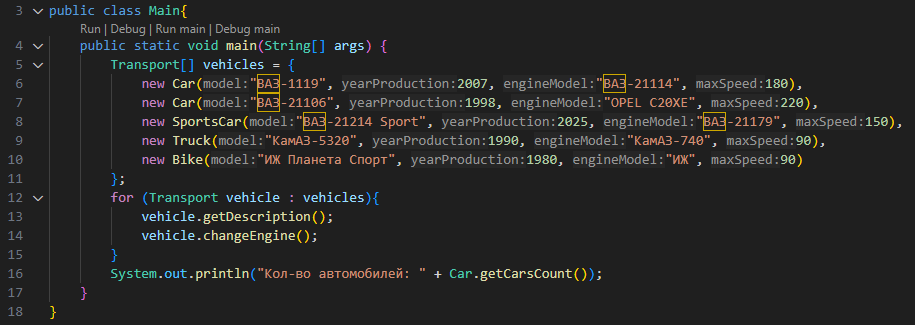 3 public class Main{
Run | Debug | Run main | Debug main
4 public static void main(String[] args) {
5 Transport[] vehicles = {
6 new Car(model:"ВАЗ-1119", yearProduction:2007, engineModel:"ВАЗ-21114", maxSpeed:180),
7 new Car(model:"ВАЗ-21106", yearProduction:1998, engineModel:"OPEL C20XE", maxSpeed:220),
8 new SportsCar(model:"ВАЗ-21214 Sport", yearProduction:2025, engineModel:"ВАЗ-21179", maxSpeed:150),
9 new Truck(model:"КамАЗ-5320", yearProduction:1990, engineModel:"КамАЗ-740", maxSpeed:90),
10 new Bike(model:"ИЖ Планета Спорт", yearProduction:1980, engineModel:"ИЖ", maxSpeed:90)
11 };
12 for (Transport vehicle : vehicles){
13 vehicle.getDescription();
14 vehicle.changeEngine();
15 }
16 System.out.println("Кол-во автомобилей: " + Car.getCarsCount());
17 }
18 }